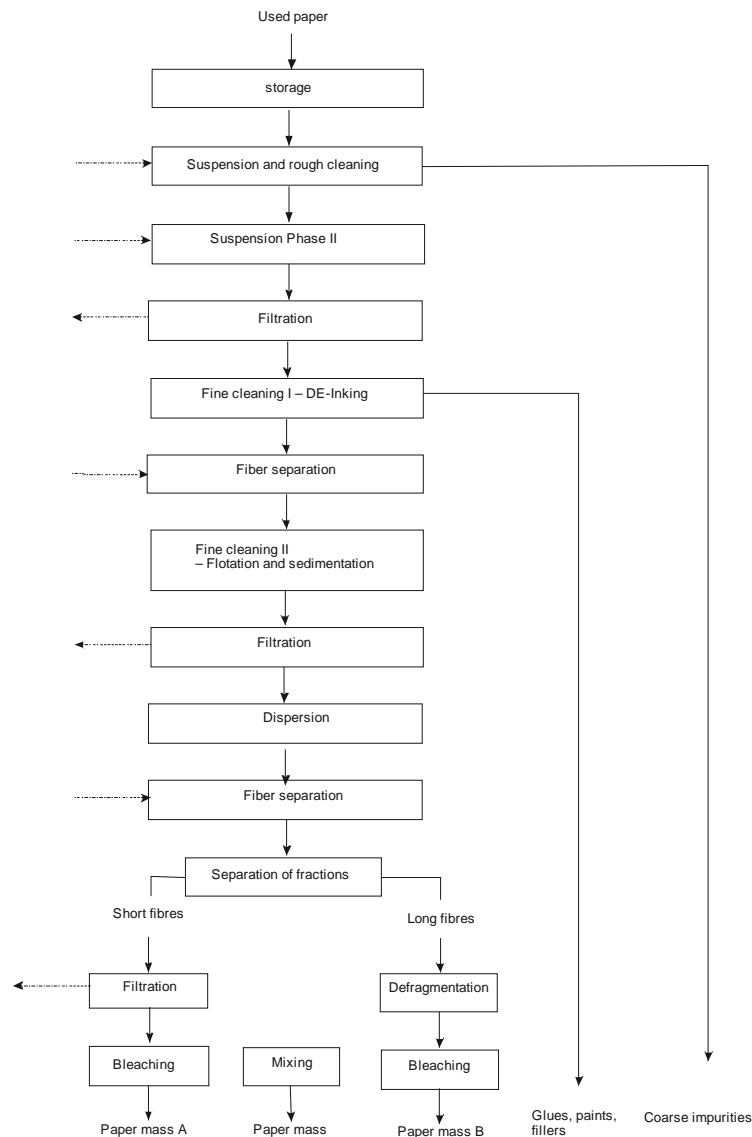 Used paper
storage
Suspension and rough cleaning
Suspension Phase II
Filtration
Fine cleaning I – DE-Inking
Fiber separation
Fine cleaning II
– Flotation and sedimentation
Filtration
Dispersion
Fiber separation
Separation of fractions
Short fibres
Long fibres
Filtration
Defragmentation
Bleaching
Mixing
Bleaching
Paper mass A
Paper mass
Paper mass B
Glues, paints,
fillers
Coarse impurities